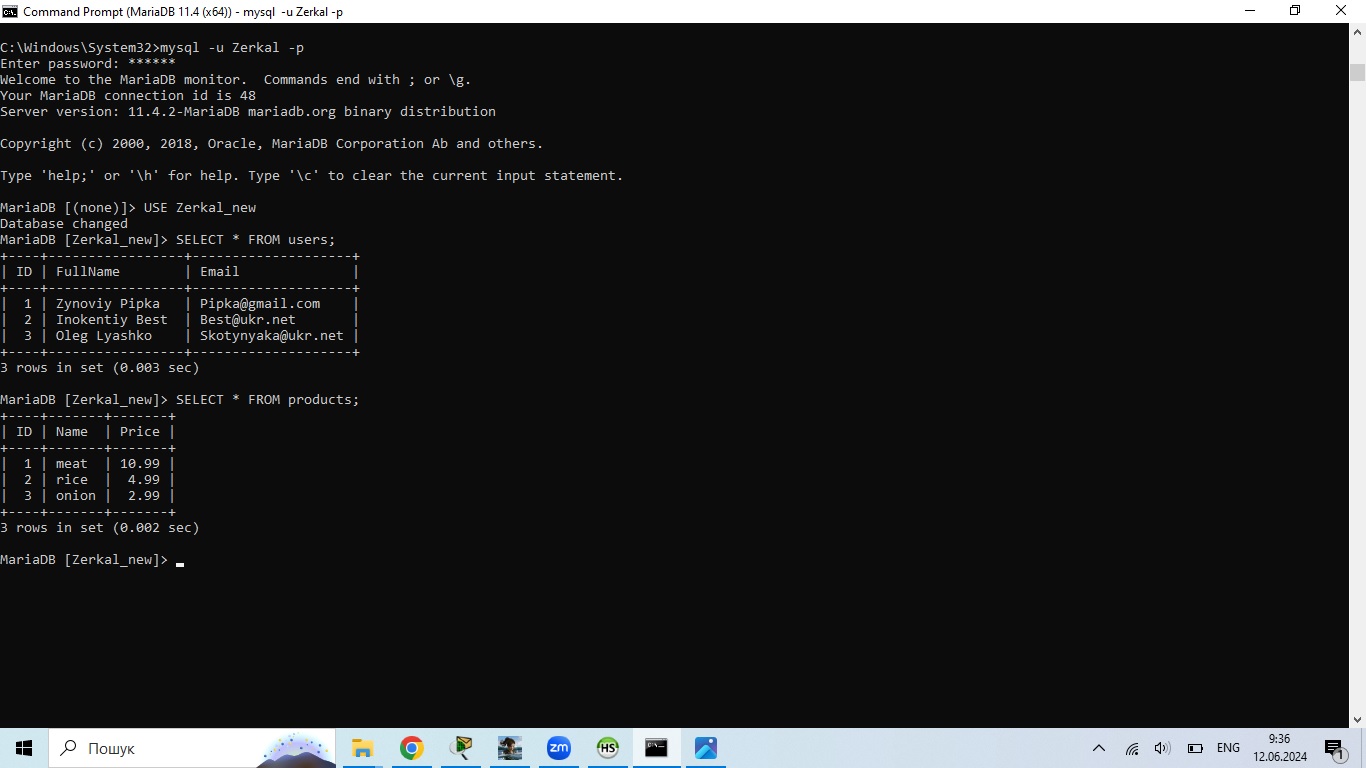 Command Prompt (MariaDB 11.4 (x64)) - mysql  -u Zerkal -p
C:\Windows\System32>mysql -u Zerkal -p
Enter password: ******
Welcome to the MariaDB monitor.  Commands end with ; or \g.
Your MariaDB connection id is 48
Server version: 11.4.2-MariaDB mariadb.org binary distribution
Copyright (c) 2000, 2018, Oracle, MariaDB Corporation Ab and others.
Type 'help;' or '\h' for help. Type '\c' to clear the current input statement.
MariaDB [(none)]> USE Zerkal_new
Database changed
MariaDB [Zerkal_new]> SELECT * FROM users;
+----+-----------------+--------------------+
| ID | FullName        | Email              |
+----+-----------------+--------------------+
|  1 | Zynoviy Pipka   | Pipka@gmail.com    |
|  2 | Inokentiy Best  | Best@ukr.net       |
|  3 | Oleg Lyashko    | Skotynyaka@ukr.net |
+----+-----------------+--------------------+
3 rows in set (0.003 sec)
MariaDB [Zerkal_new]> SELECT * FROM products;
+----+-------+-------+
| ID | Name  | Price |
+----+-------+-------+
|  1 | meat  | 10.99 |
|  2 | rice  |  4.99 |
|  3 | onion |  2.99 |
+----+-------+-------+
3 rows in set (0.002 sec)
MariaDB [Zerkal_new]>
Пошук
zm
HS
ENG
9:36
12.06.2024
1